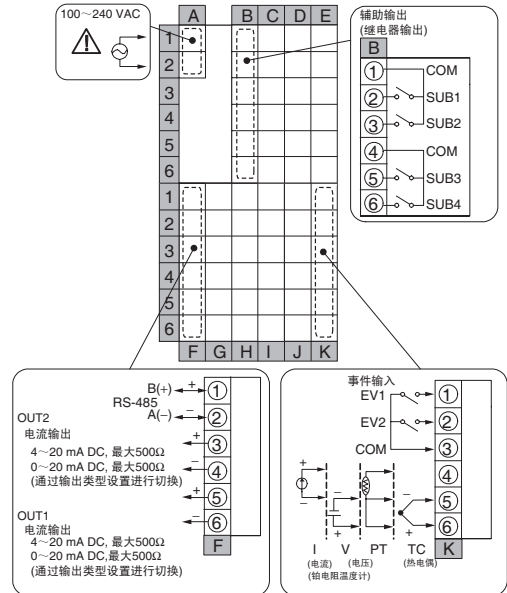 100～240 VAC
A B C D E
1
2
3
4
5
6
1
2
3
4
5
6
F G H I J K
辅助输出
(继电器输出)
B
① COM
② SUB1
③ SUB2
④ COM
⑤ SUB3
⑥ SUB4
B(+) + ①
RS-485
A(−) − ②
OUT2
电流输出
+ ③
4～20 mA DC, 最大500Ω
− ④
0～20 mA DC,最大500Ω
(通过输出类型设置进行切换)
+ ⑤
OUT1
− ⑥
电流输出
4～20 mA DC, 最大500Ω
0～20 mA DC,最大500Ω
(通过输出类型设置进行切换)
F
事件输入
EV1 ①
EV2 ②
COM ③
④
⑤
⑥
+ − − + − +
I V PT TC K
(电流) (电压) (热电偶)
(铂电阻温度计)